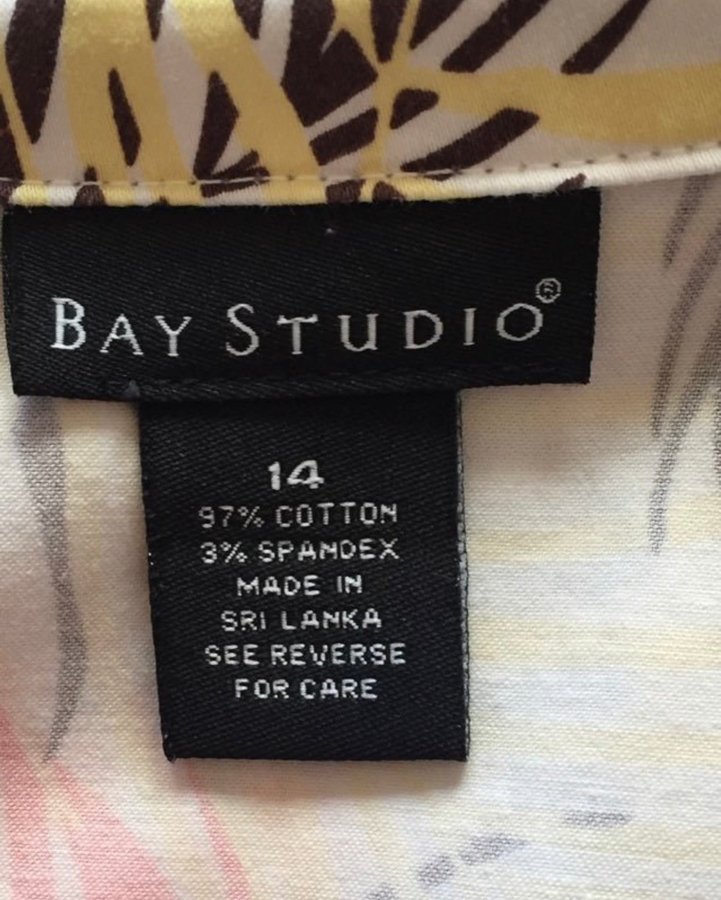 BAY STUDIO®
14
97% COTTON
3% SPANDEX
MADE IN
SRI LANKA
SEE REVERSE
FOR CARE